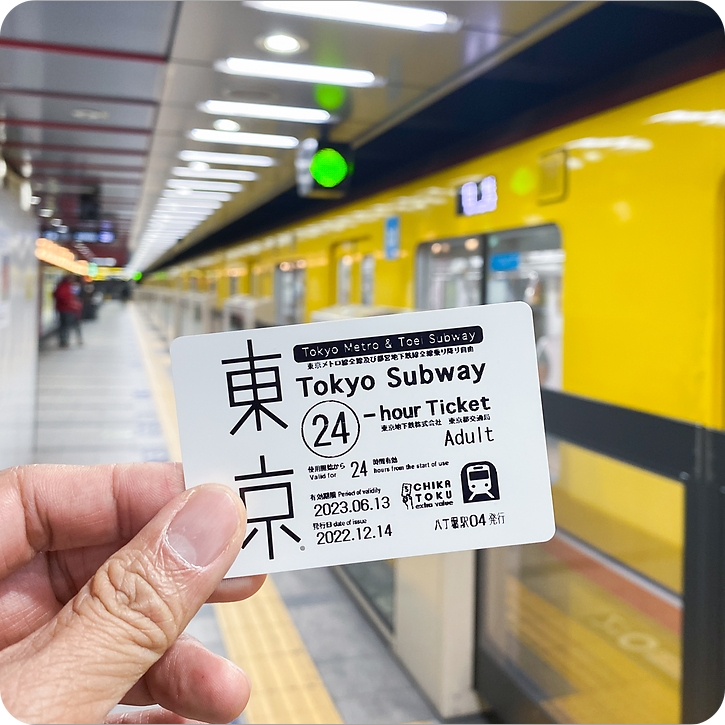 東京
Tokyo Metro & Toei Subway
東京メトロ線全線及び都営地下鉄線全線乗り降り自由
Tokyo Subway
24 -hour Ticket
東京地下鉄株式会社 東京都交通局
Adult
使用開始から 24 時間有効
Valid for hours from the start of use
有効期限 Period of validity
2023.06.13
発行日 date of issue
2022.12.14
CHIKA
TOKU
extra value
八丁堀駅04発行